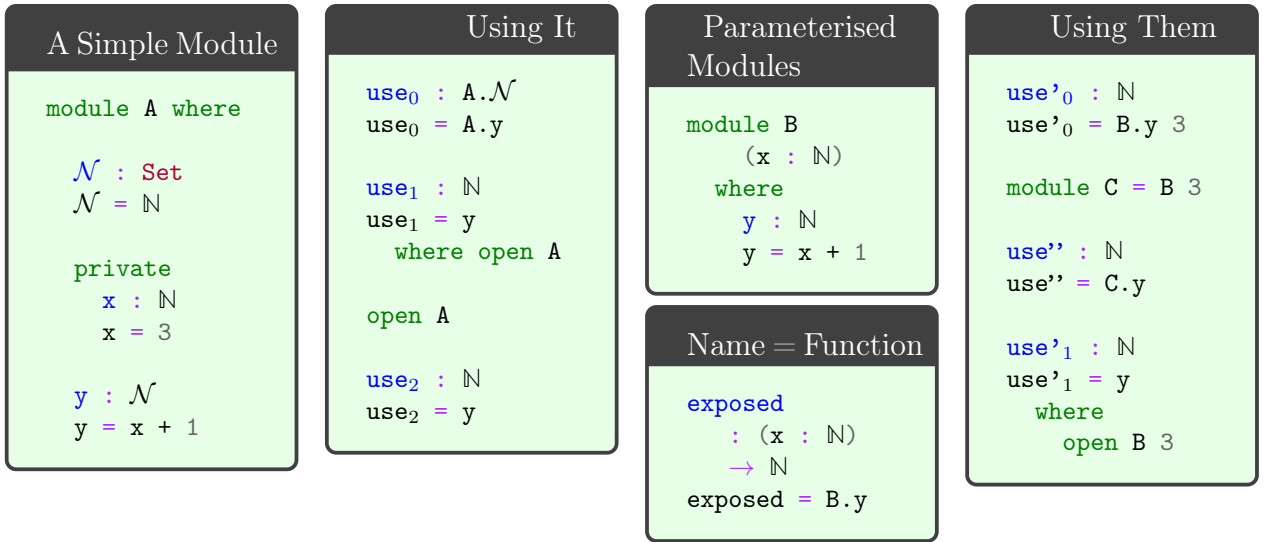 A Simple Module
module A where
𝒩 : Set
𝒩 = ℕ
private
x : ℕ
x = 3
y : 𝒩
y = x + 1
Using It
use₀ : A.𝒩
use₀ = A.y
use₁ : ℕ
use₁ = y
where open A
open A
use₂ : ℕ
use₂ = y
Parameterised
Modules
module B
(x : ℕ)
where
y : ℕ
y = x + 1
Name = Function
exposed
: (x : ℕ)
→ ℕ
exposed = B.y
Using Them
use’₀ : ℕ
use’₀ = B.y 3
module C = B 3
use’’ : ℕ
use’’ = C.y
use’₁ : ℕ
use’₁ = y
where
open B 3